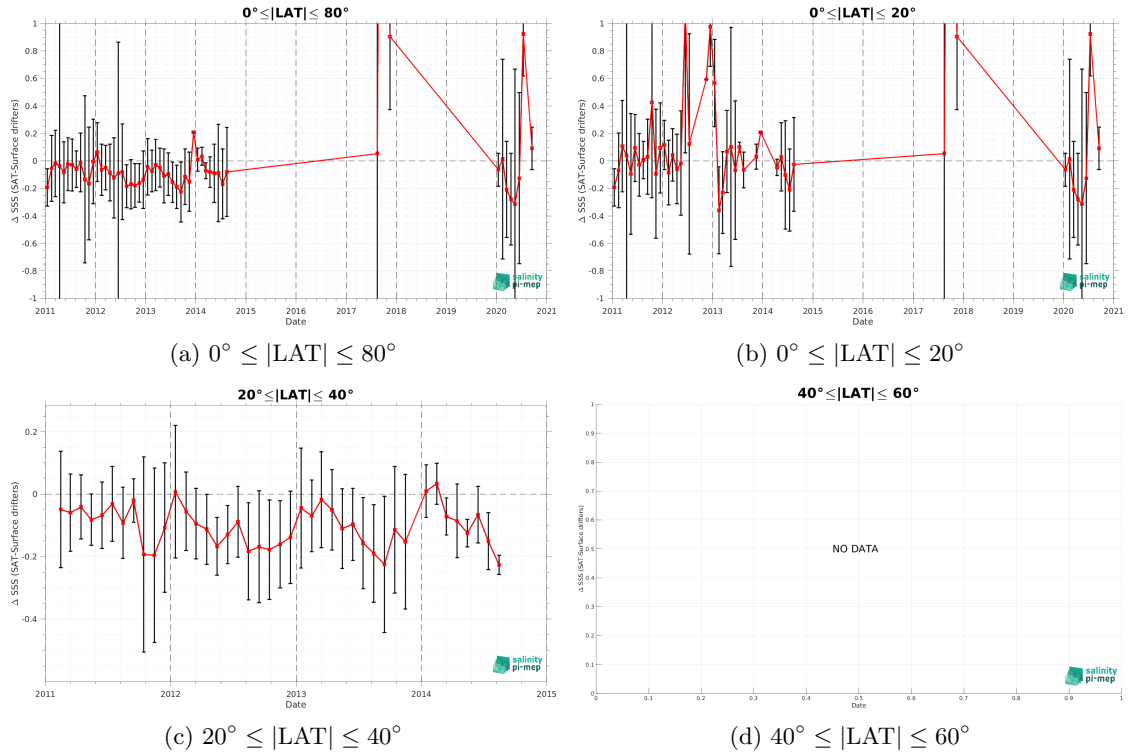 0°≤|LAT|≤ 80°
Δ SSS (SAT-Surface drifters)
1
0.8
0.6
0.4
0.2
0
-0.2
-0.4
-0.6
-0.8
-1
2011 2012 2013 2014 2015 2016 2017 2018 2019 2020 2021
Date
salinity
pi-mep
(a) 0° ≤ |LAT| ≤ 80°
0°≤|LAT|≤ 20°
Δ SSS (SAT-Surface drifters)
1
0.8
0.6
0.4
0.2
0
-0.2
-0.4
-0.6
-0.8
-1
2011 2012 2013 2014 2015 2016 2017 2018 2019 2020 2021
Date
salinity
pi-mep
(b) 0° ≤ |LAT| ≤ 20°
20°≤|LAT|≤ 40°
Δ SSS (SAT-Surface drifters)
0.2
0
-0.2
-0.4
2011 2012 2013 2014 2015
Date
salinity
pi-mep
(c) 20° ≤ |LAT| ≤ 40°
40°≤|LAT|≤ 60°
Δ SSS (SAT-Surface drifters)
1
0.9
0.8
0.7
0.6
0.5
0.4
0.3
0.2
0.1
0
NO DATA
0 0.1 0.2 0.3 0.4 0.5 0.6 0.7 0.8 0.9 1
Date
salinity
pi-mep
(d) 40° ≤ |LAT| ≤ 60°